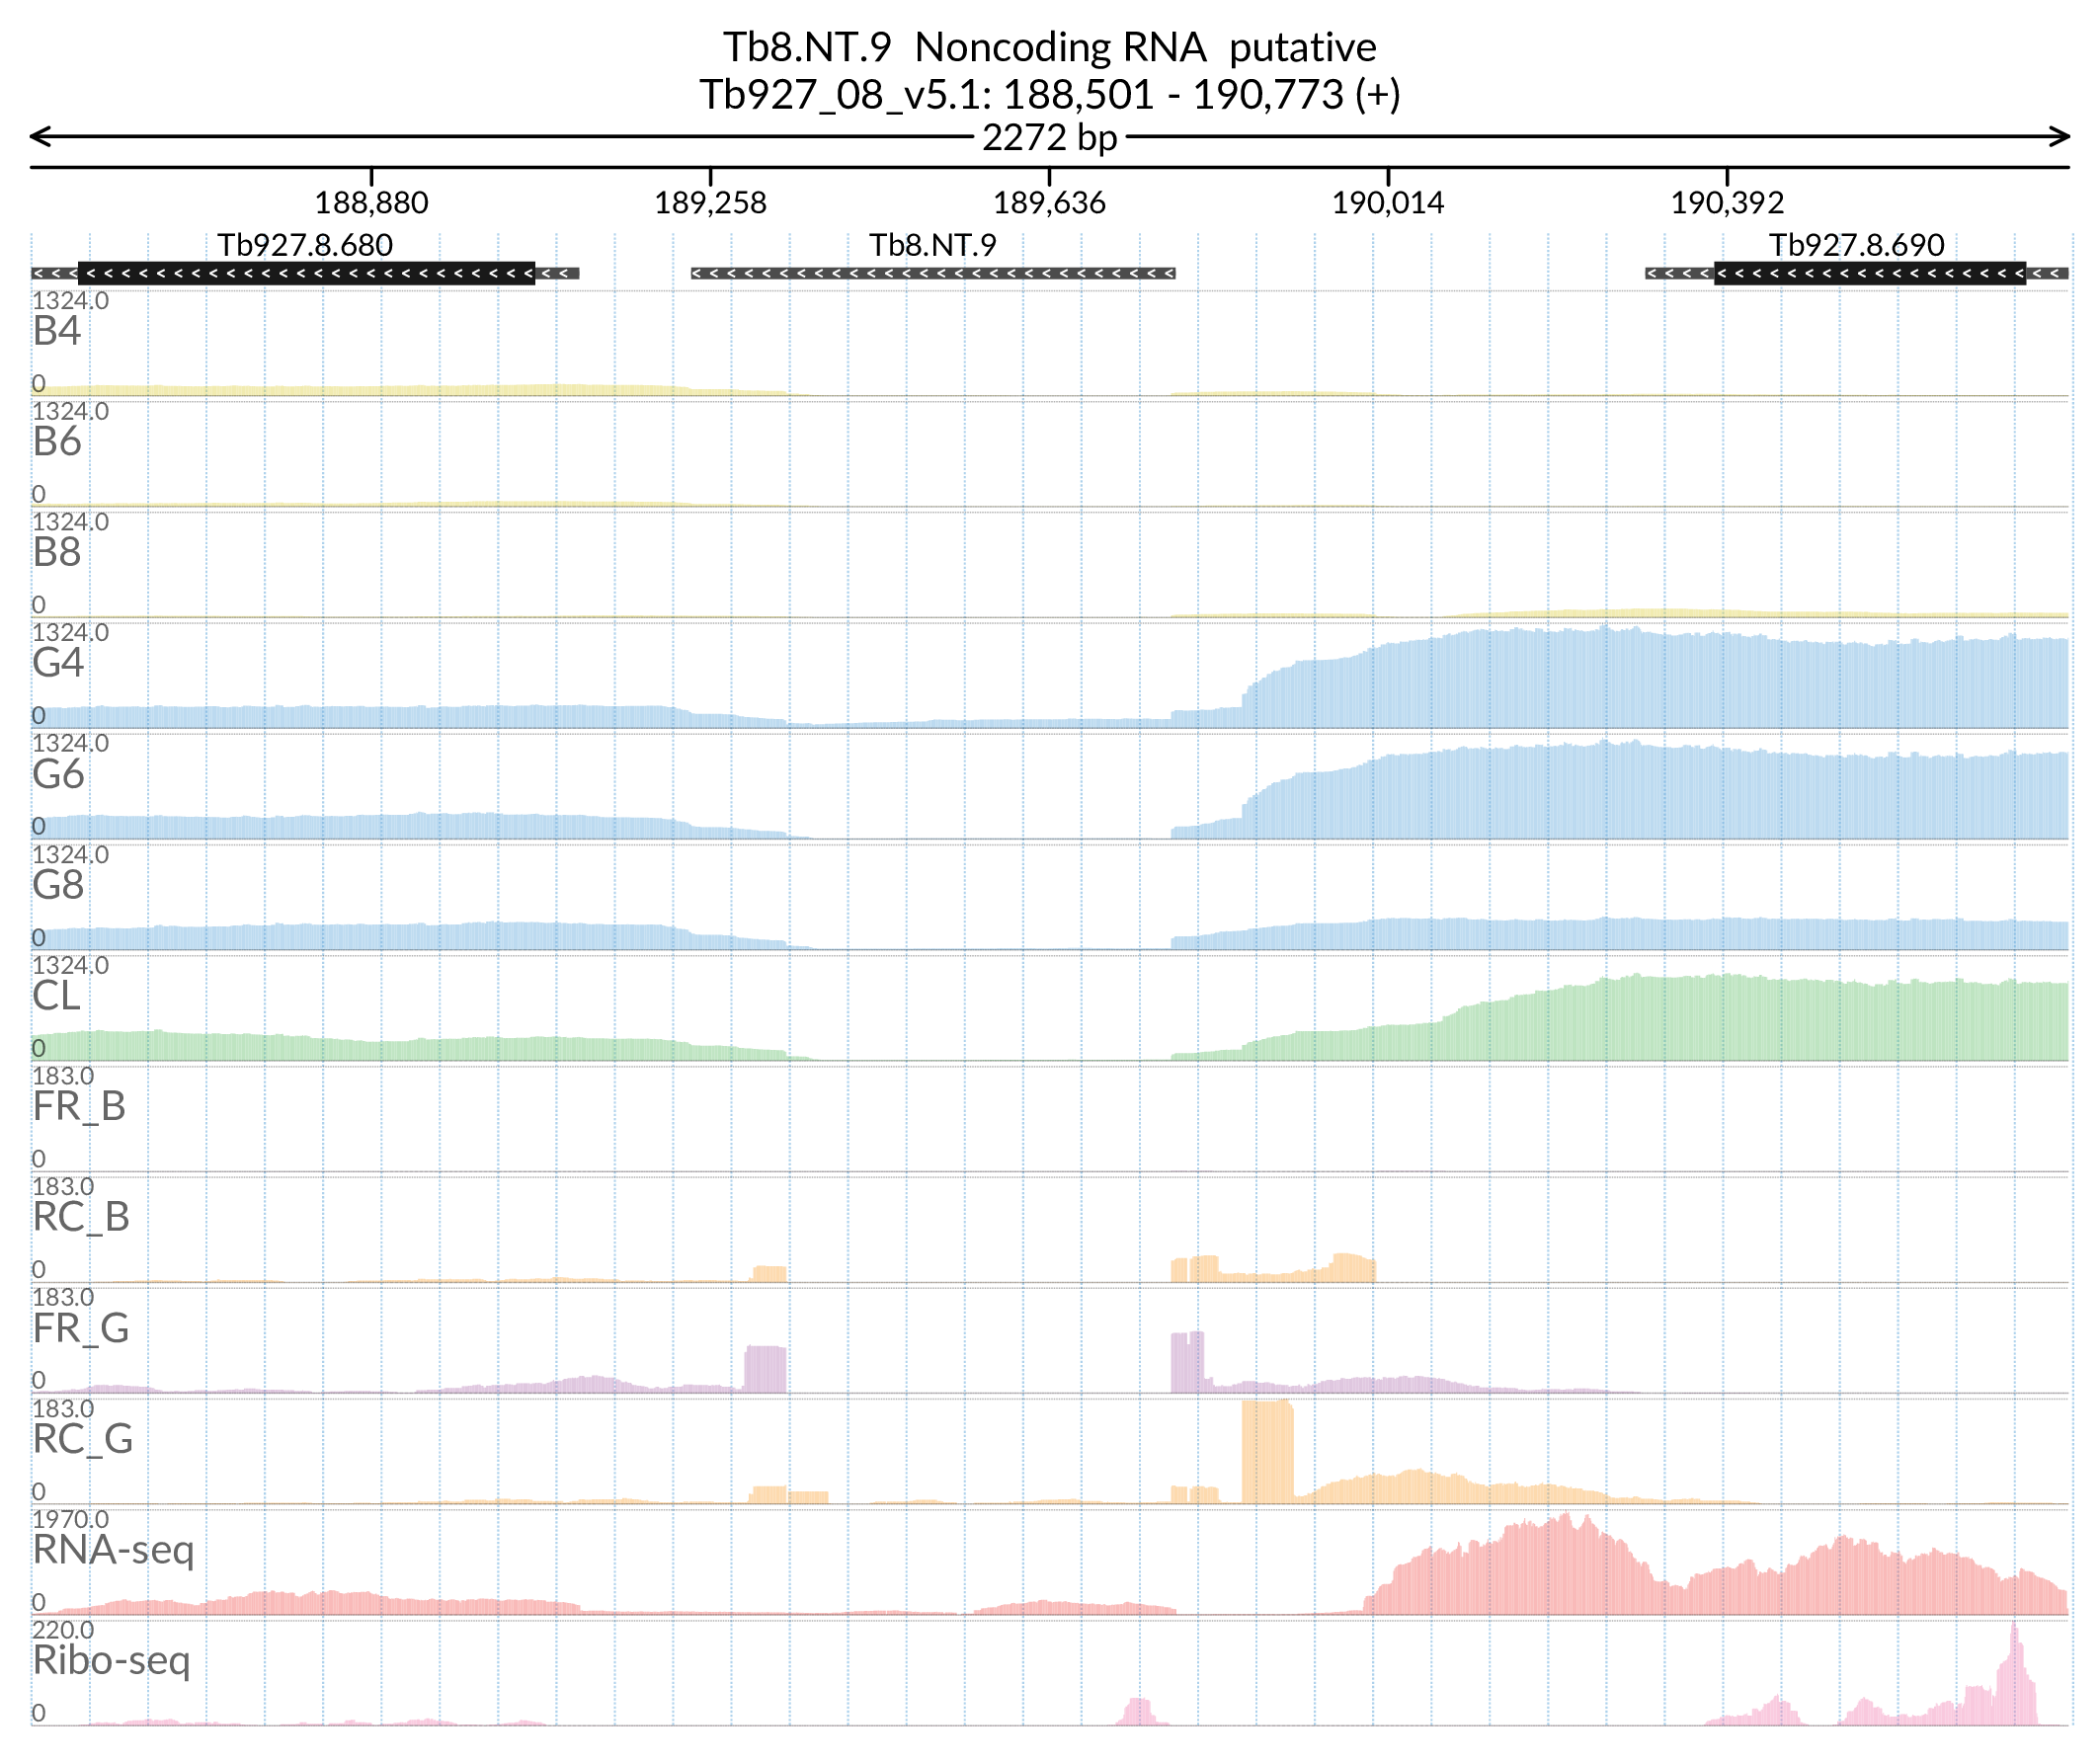 Tb8.NT.9 Noncoding RNA putative
Tb927_08_v5.1: 188,501 - 190,773 (+)
2272 bp
188,880 189,258 189,636 190,014 190,392
Tb927.8.680 Tb8.NT.9 Tb927.8.690
1324.0
B4
0
1324.0
B6
0
1324.0
B8
0
1324.0
G4
0
1324.0
G6
0
1324.0
G8
0
1324.0
CL
0
183.0
FR_B
0
183.0
RC_B
0
183.0
FR_G
0
183.0
RC_G
0
1970.0
RNA-seq
0
220.0
Ribo-seq
0